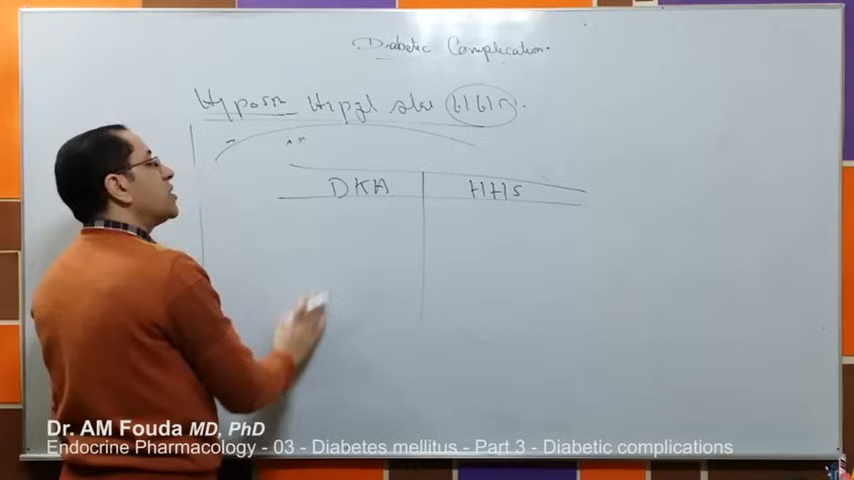 Diabetic Complication.
Hyposm Hypgl state HHS.
DKA HHS
Dr. AM Fouda MD, PhD
Endocrine Pharmacology - 03 - Diabetes mellitus - Part 3 - Diabetic complications